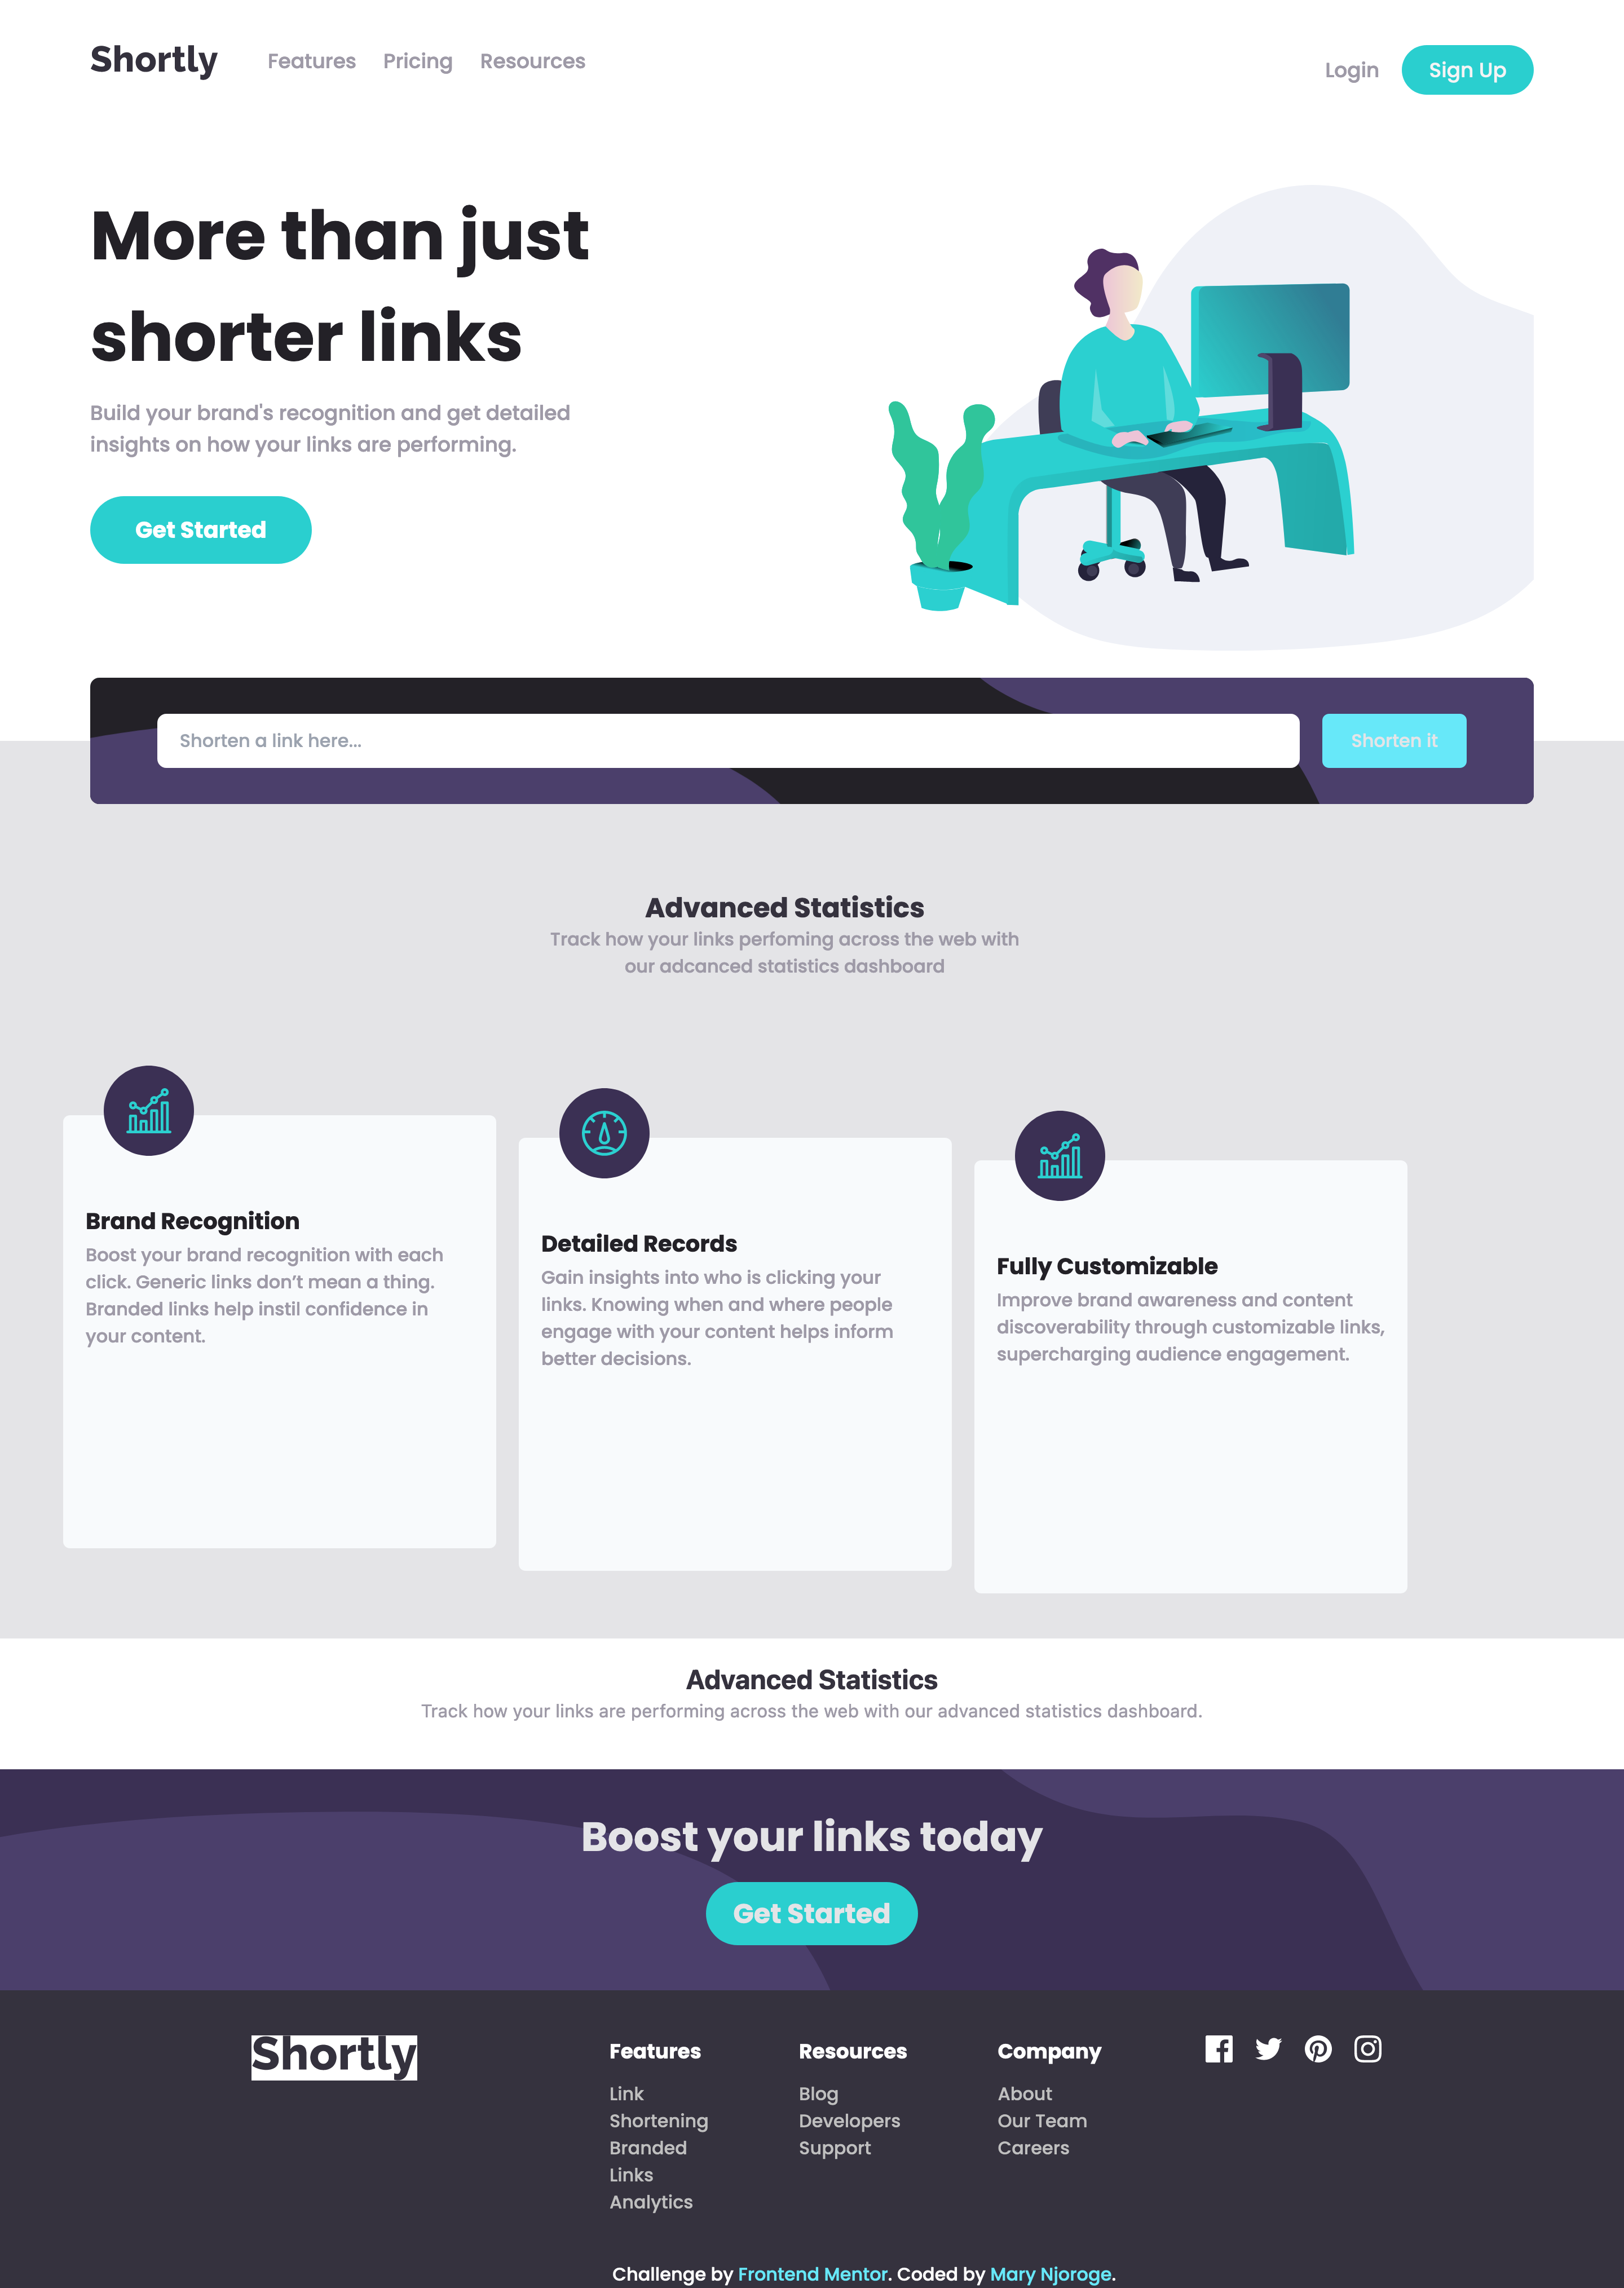 Shortly
Features
Pricing
Resources
Login
Sign Up
More than just
shorter links
Build your brand's recognition and get detailed
insights on how your links are performing.
Get Started
Shorten a link here...
Shorten it
Advanced Statistics
Track how your links perfoming across the web with
our adcanced statistics dashboard
Brand Recognition
Boost your brand recognition with each
click. Generic links don’t mean a thing.
Branded links help instil confidence in
your content.
Detailed Records
Gain insights into who is clicking your
links. Knowing when and where people
engage with your content helps inform
better decisions.
Fully Customizable
Improve brand awareness and content
discoverability through customizable links,
supercharging audience engagement.
Advanced Statistics
Track how your links are performing across the web with our advanced statistics dashboard.
Boost your links today
Get Started
Shortly
Features
Link
Shortening
Branded
Links
Analytics
Resources
Blog
Developers
Support
Company
About
Our Team
Careers
Challenge by Frontend Mentor. Coded by Mary Njoroge.